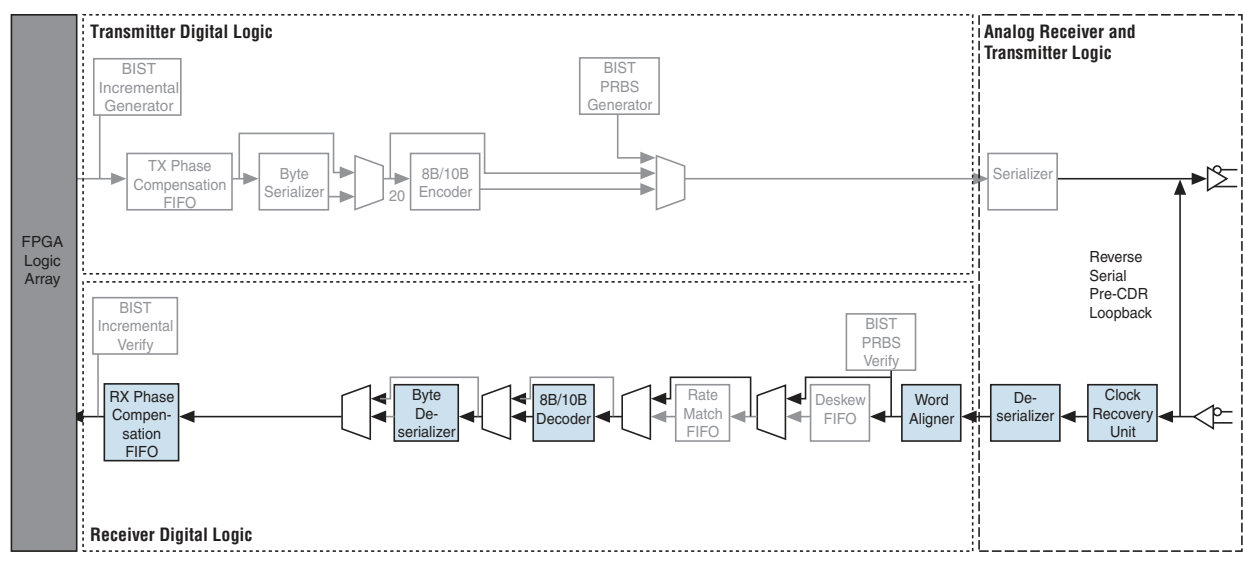 Transmitter Digital Logic
Analog Receiver and
Transmitter Logic
BIST
Incremental
Generator
BIST
PRBS
Generator
TX Phase
Compensation
FIFO
Byte
Serializer
20
8B/10B
Encoder
Serializer
FPGA
Logic
Array
Reverse
Serial
Pre-CDR
Loopback
BIST
Incremental
Verify
BIST
PRBS
Verify
RX Phase
Compen-
sation
FIFO
Byte
De-
serializer
8B/10B
Decoder
Rate
Match
FIFO
Deskew
FIFO
Word
Aligner
De-
serializer
Clock
Recovery
Unit
Receiver Digital Logic